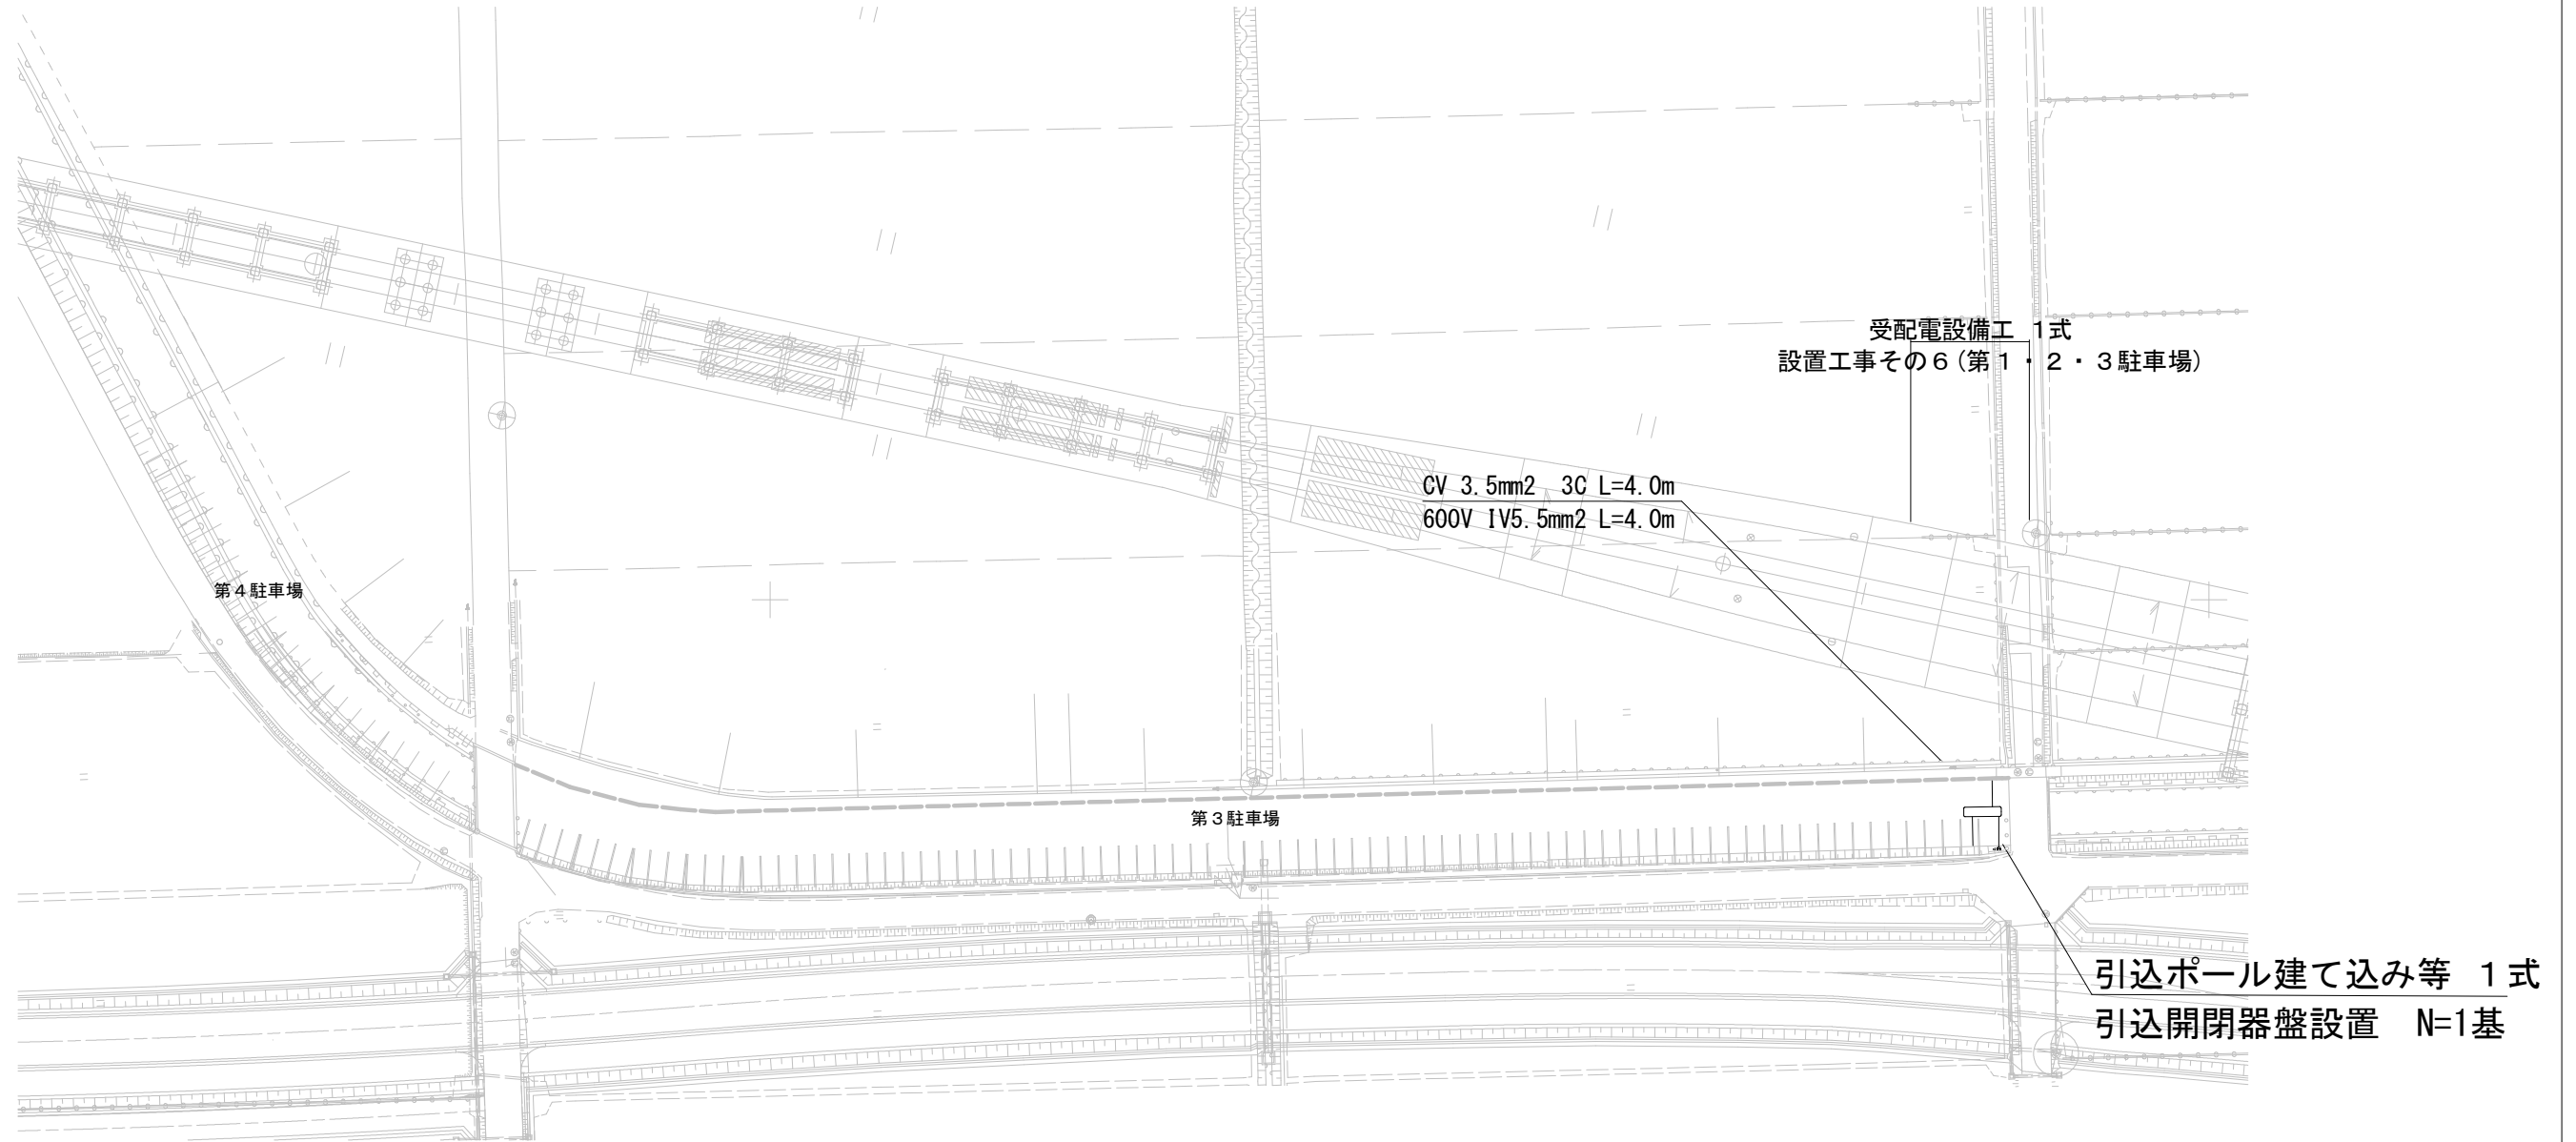 受配電設備工 1式
設置工事その６(第１・２・３駐車場)
CV 3.5mm2 3C L=4.0m
600V IV5.5mm2 L=4.0m
第４駐車場
第３駐車場
引込ポール建て込み等 １式
引込開閉器盤設置 N=1基